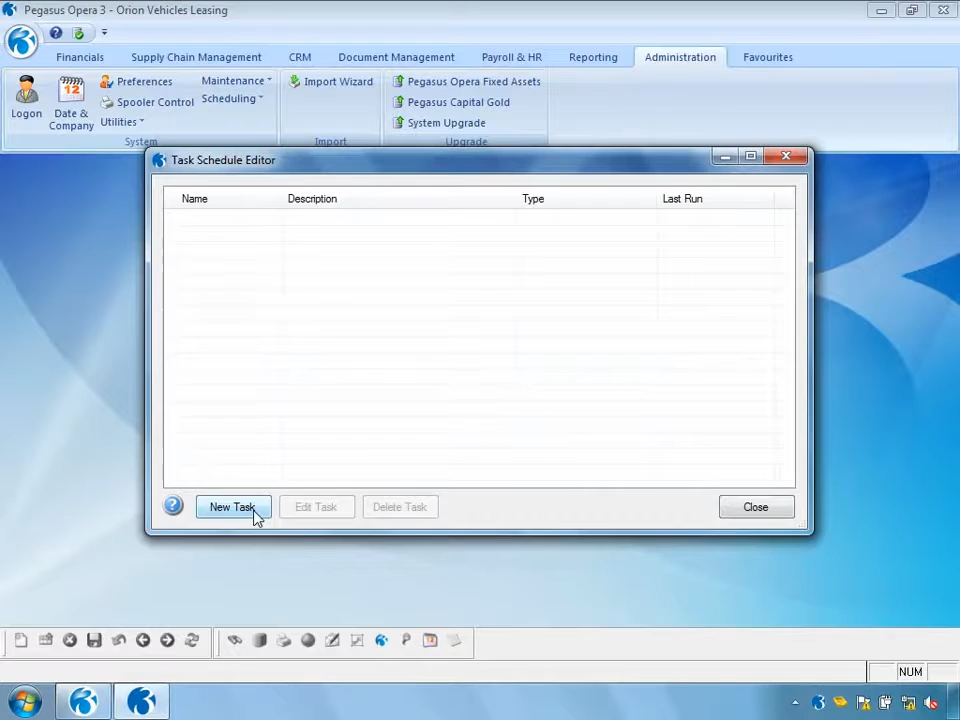 Pegasus Opera 3 - Orion Vehicles Leasing
Financials Supply Chain Management CRM Document Management Payroll & HR Reporting Administration Favourites
Logon
Date & Company
12
Preferences
Spooler Control
Utilities
Maintenance
Scheduling
System
Import Wizard
Import
Pegasus Opera Fixed Assets
Pegasus Capital Gold
System Upgrade
Upgrade
Task Schedule Editor
Name Description Type Last Run
New Task Edit Task Delete Task Close
NUM